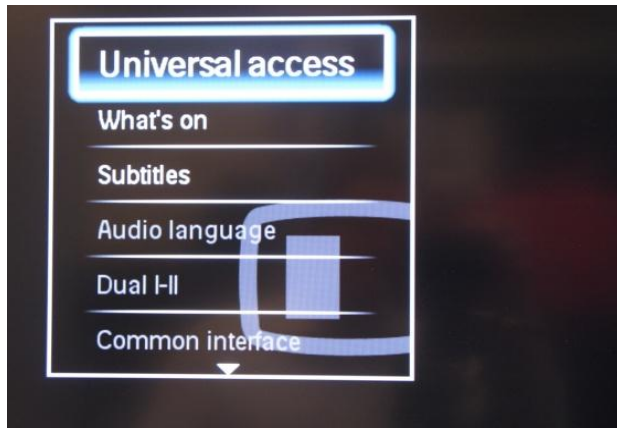 Universal access
What's on
Subtitles
Audio language
Dual I-II
Common interface